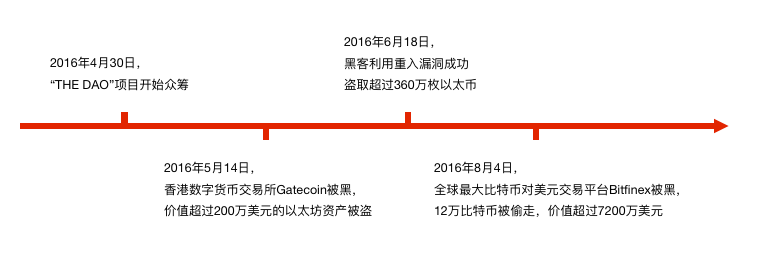 2016年4月30日，
“THE DAO”项目开始众筹
2016年6月18日，
黑客利用重入漏洞成功
盗取超过360万枚以太币
2016年5月14日，
香港数字货币交易所Gatecoin被黑，
价值超过200万美元的以太坊资产被盗
2016年8月4日，
全球最大比特币对美元交易平台Bitfinex被黑，
12万比特币被偷走，价值超过7200万美元